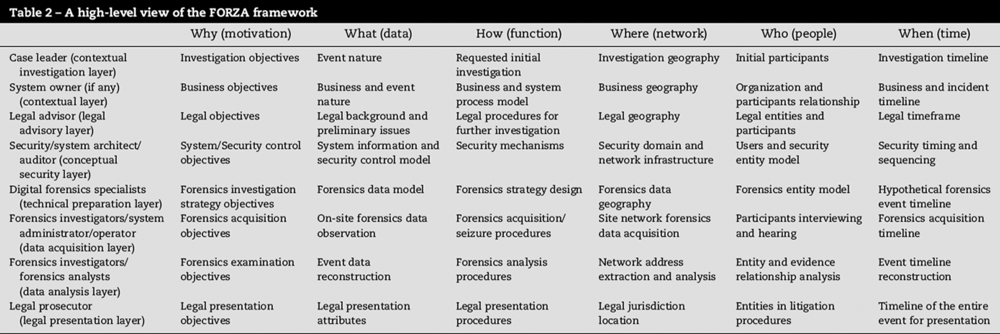 Table 2 – A high-level view of the FORZA framework
Why (motivation) What (data) How (function) Where (network) Who (people) When (time)
Case leader (contextual Investigation objectives Event nature Requested initial Investigation geography Initial participants Investigation timeline
investigation layer) investigation
System owner (if any) Business objectives Business and event Business and system Business geography Organization and Business and incident
(contextual layer) nature process model participants relationship timeline
Legal advisor (legal Legal objectives Legal background and Legal procedures for Legal geography Legal entities and Legal timeframe
advisory layer) preliminary issues further investigation participants
Security/system architect/ System/Security control System information and Security mechanisms Security domain and Users and security Security timing and
auditor (conceptual objectives security control model network infrastructure entity model sequencing
security layer)
Digital forensics specialists Forensics investigation Forensics data model Forensics strategy design Forensics data Forensics entity model Hypothetical forensics
(technical preparation layer) strategy objectives geography event timeline
Forensics investigators/system Forensics acquisition On-site forensics data Forensics acquisition/ Site network forensics Participants interviewing Forensics acquisition
administrator/operator objectives observation seizure procedures data acquisition and hearing timeline
(data acquisition layer)
Forensics investigators/ Forensics examination Event data Forensics analysis Network address Entity and evidence Event timeline
forensics analysts objectives reconstruction procedures extraction and analysis relationship analysis reconstruction
(data analysis layer)
Legal prosecutor Legal presentation Legal presentation Legal presentation Legal jurisdiction Entities in litigation Timeline of the entire
(legal presentation layer) objectives attributes procedures location procedures event for presentation